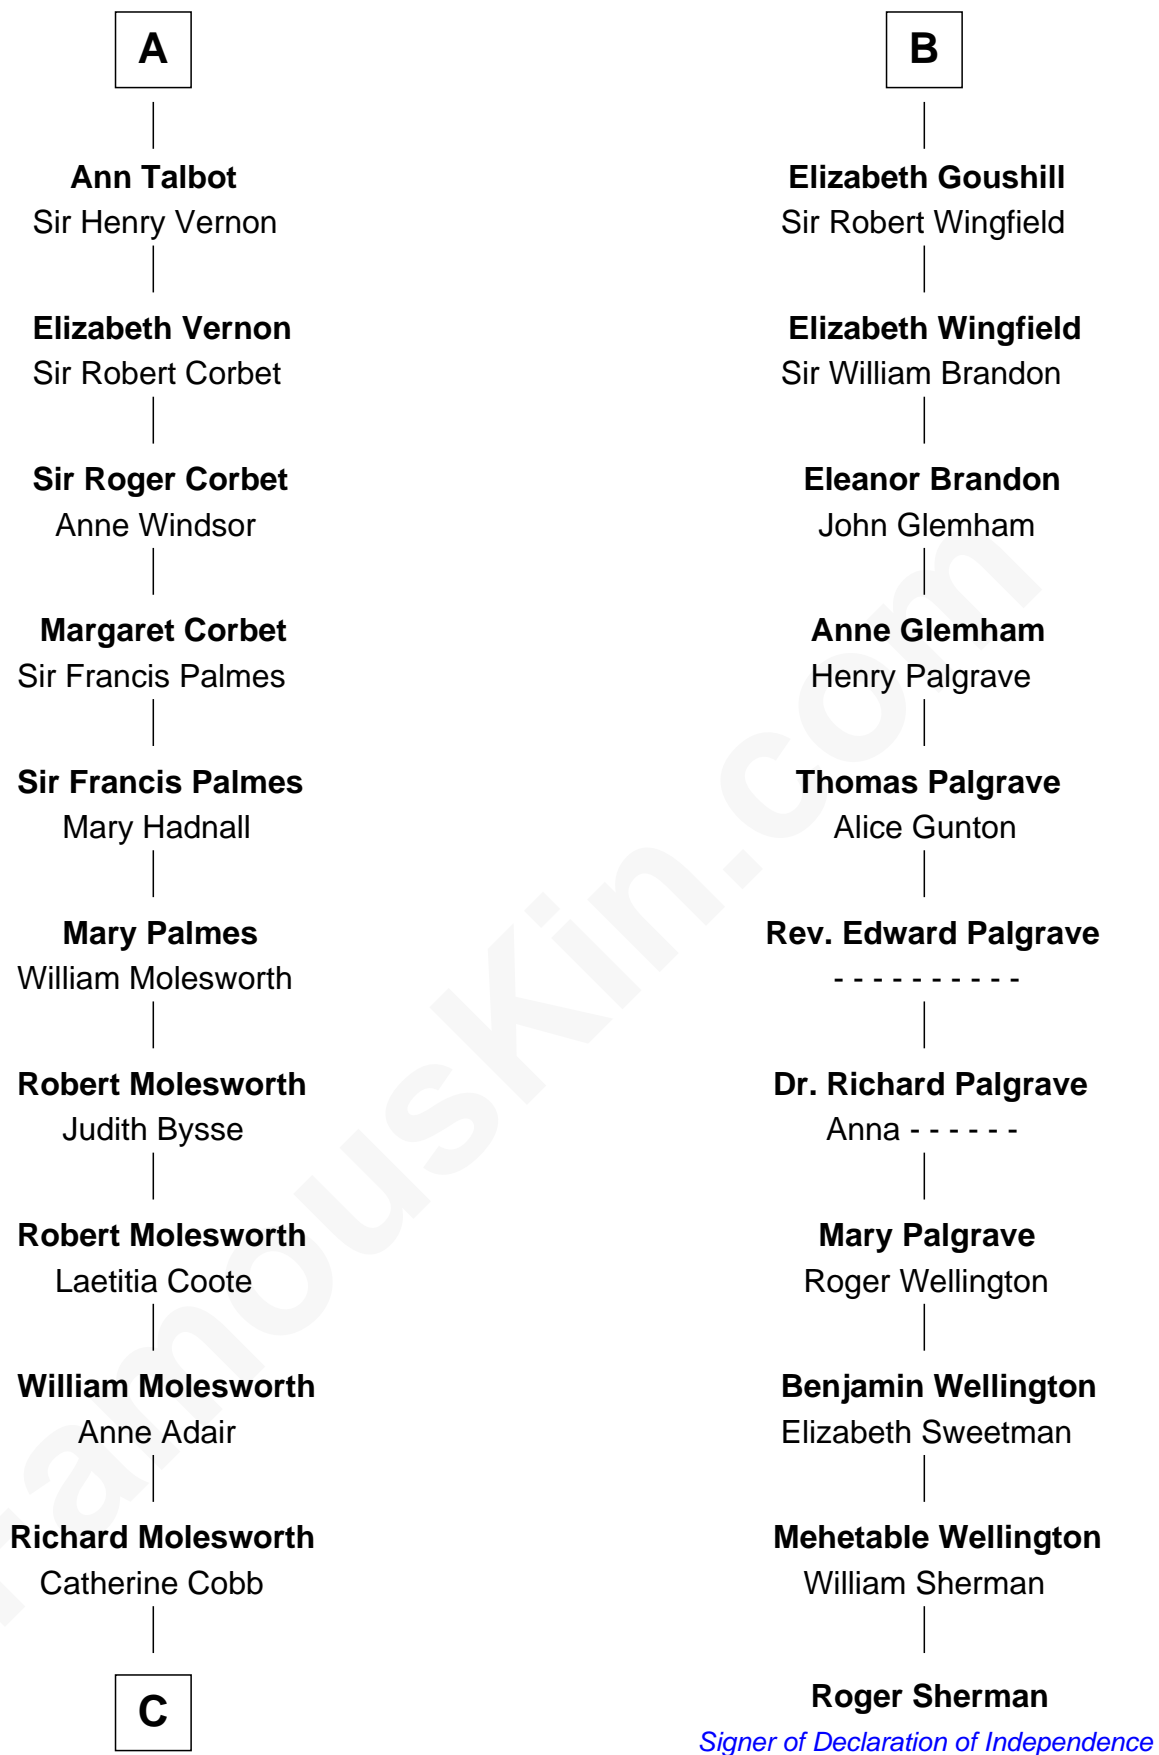 A
Ann Talbot
Sir Henry Vernon
Elizabeth Vernon
Sir Robert Corbet
Sir Roger Corbet
Anne Windsor
Margaret Corbet
Sir Francis Palmes
Sir Francis Palmes
Mary Hadnall
Mary Palmes
William Molesworth
Robert Molesworth
Judith Bysse
Robert Molesworth
Laetitia Coote
William Molesworth
Anne Adair
Richard Molesworth
Catherine Cobb
C
B
Elizabeth Goushill
Sir Robert Wingfield
Elizabeth Wingfield
Sir William Brandon
Eleanor Brandon
John Glemham
Anne Glemham
Henry Palgrave
Thomas Palgrave
Alice Gunton
Rev. Edward Palgrave
- - - - - - - - - -
Dr. Richard Palgrave
Anna - - - - - -
Mary Palgrave
Roger Wellington
Benjamin Wellington
Elizabeth Sweetman
Mehetable Wellington
William Sherman
Roger Sherman
Signer of Declaration of Independence
FamousKin.com